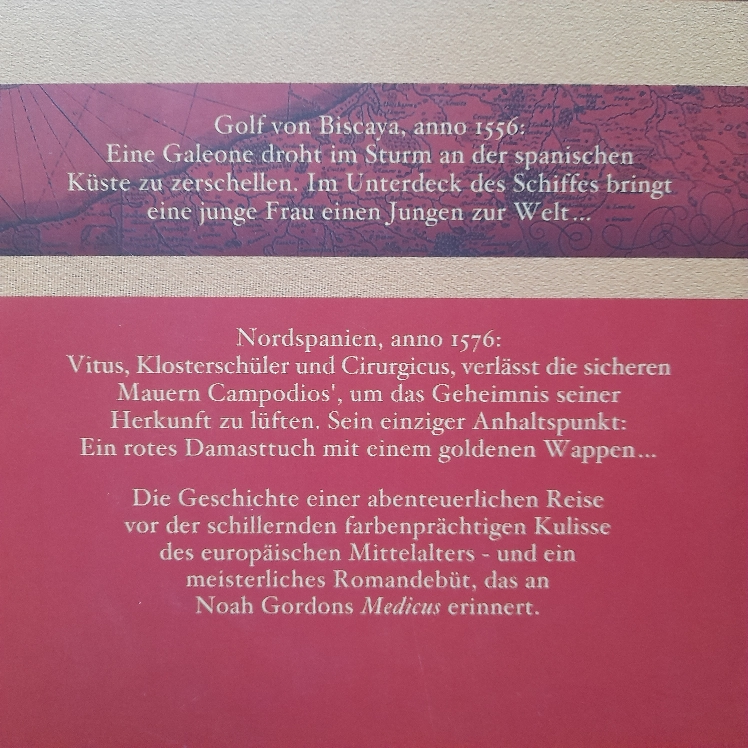 Golf von Biscaya, anno 1556:
Eine Galeone droht im Sturm an der spanischen
Küste zu zerschellen. Im Unterdeck des Schiffes bringt
eine junge Frau einen Jungen zur Welt...
Nordspanien, anno 1576:
Vitus, Klosterschüler und Cirurgicus, verlässt die sicheren
Mauern Campodios', um das Geheimnis seiner
Herkunft zu lüften. Sein einziger Anhaltspunkt:
Ein rotes Damasttuch mit einem goldenen Wappen...
Die Geschichte einer abenteuerlichen Reise
vor der schillernden farbenprächtigen Kulisse
des europäischen Mittelalters - und ein
meisterliches Romandebüt, das an
Noah Gordons Medicus erinnert.